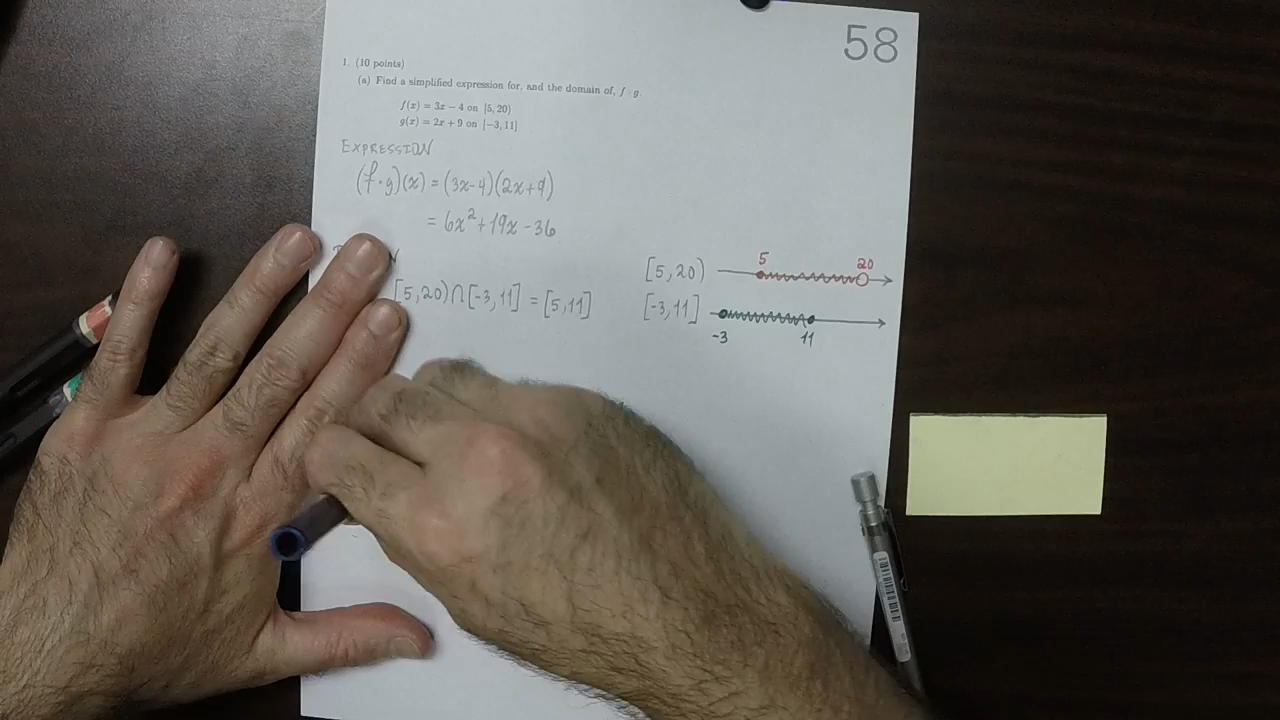 58
1. (10 points)
(a) Find a simplified expression for, and the domain of, f · g.
f(x) = 3x − 4 on [5, 20)
g(x) = 2x + 9 on [−3, 11]
EXPRESSION
(f·g)(x) = (3x-4)(2x+9)
= 6x²+19x-36
[5,20)∩[-3,11] = [5,11]
[5,20)
5
20
[-3,11]
-3
11